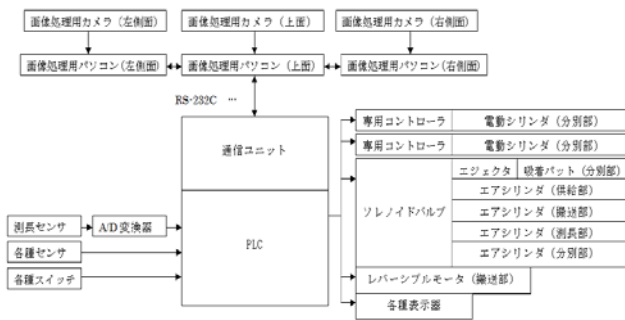 画像処理用カメラ（左側面）
画像処理用カメラ（上面）
画像処理用カメラ（右側面）
画像処理用パソコン（左側面）
画像処理用パソコン（上面）
画像処理用パソコン（右側面）
RS-232C …
通信ユニット
PLC
測長センサ
A/D変換器
各種センサ
各種スイッチ
専用コントローラ
電動シリンダ（分別部）
専用コントローラ
電動シリンダ（分別部）
ソレノイドバルブ
エジェクタ
吸着パット（分別部）
エアシリンダ（供給部）
エアシリンダ（搬送部）
エアシリンダ（測長部）
エアシリンダ（分別部）
レバーシブルモータ（搬送部）
各種表示器